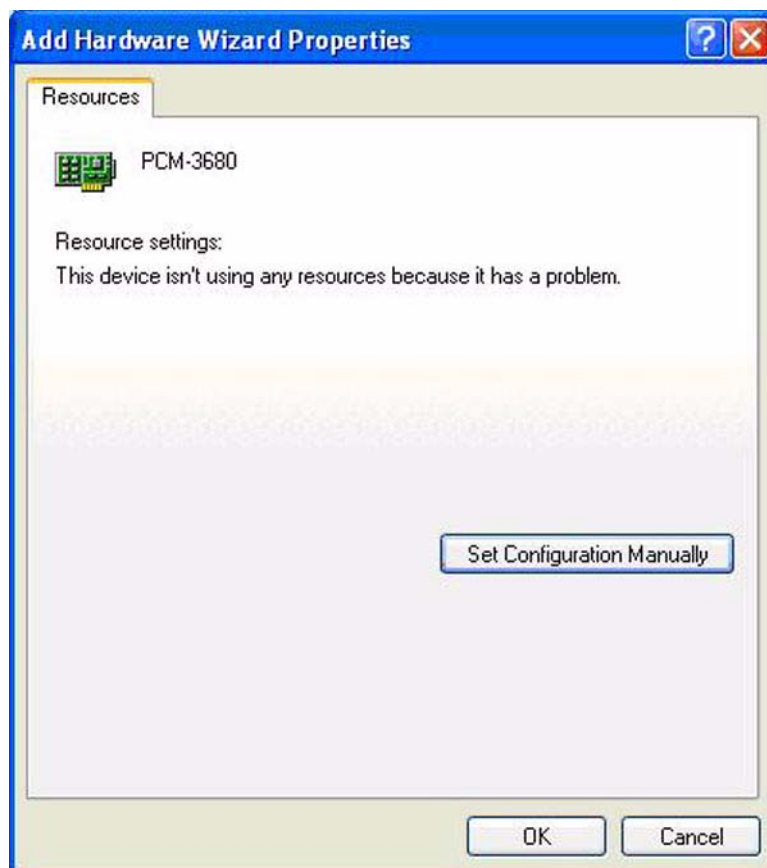 Add Hardware Wizard Properties
Resources
PCM-3680
Resource settings:
This device isn't using any resources because it has a problem.
Set Configuration Manually
OK
Cancel